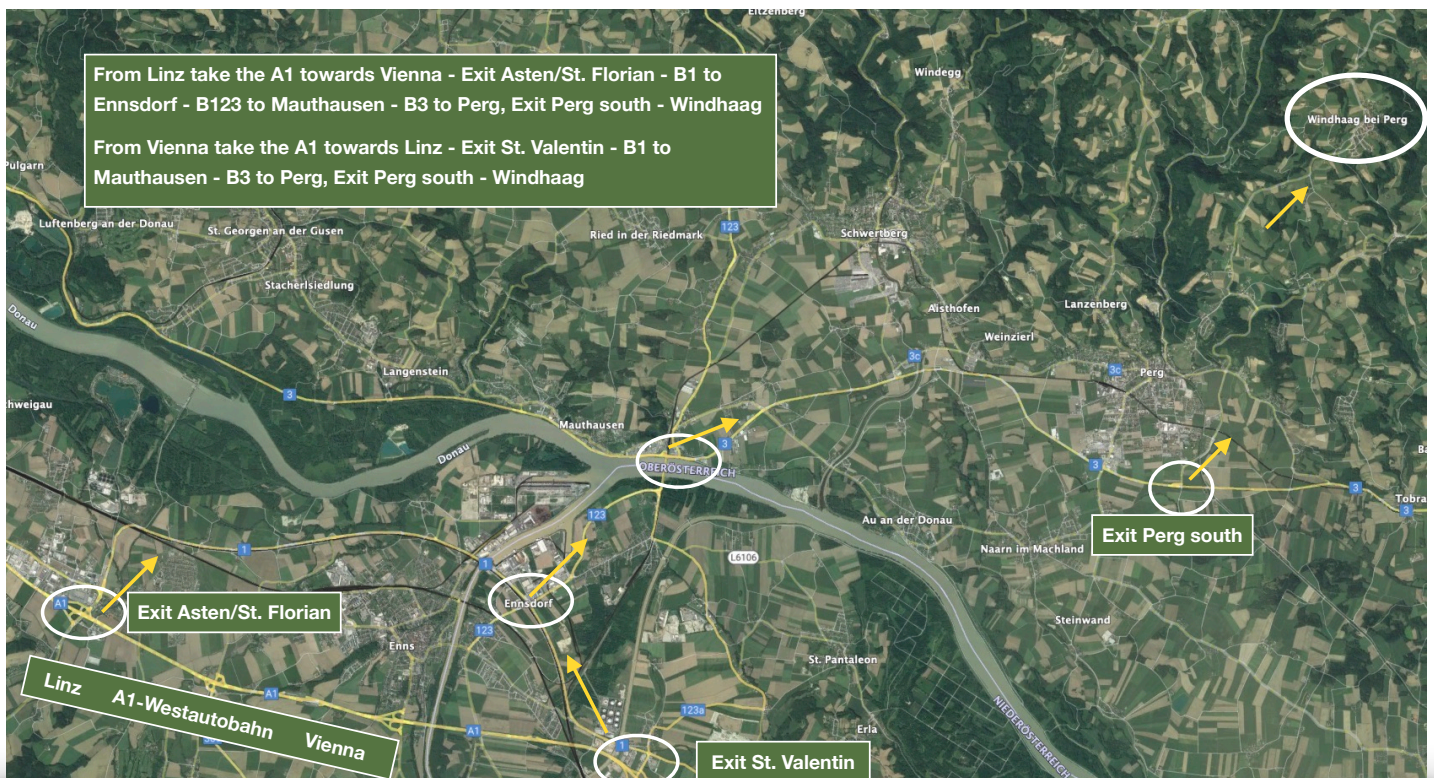 Eitzenberg
From Linz take the A1 towards Vienna - Exit Asten/St. Florian - B1 to
Ennsdorf - B123 to Mauthausen - B3 to Perg, Exit Perg south - Windhaag
From Vienna take the A1 towards Linz - Exit St. Valentin - B1 to
Mauthausen - B3 to Perg, Exit Perg south - Windhaag
Windegg
Windhaag bei Perg
Pulgarn
Luftenberg an der Donau
St. Georgen an der Gusen
Ried in der Riedmark
123
Schwertberg
Stacherlsiedlung
Aisthofen
Lanzenberg
Donau
Weinzierl
3c
3c
Perg
Langenstein
3
hweigau
Mauthausen
3
Donau
OBERÖSTERREICH
3
3
Tobra
3
123
Au an der Donau
Exit Perg south
Naarn im Machland
1
L6106
1
A1
Exit Asten/St. Florian
Ennsdorf
Steinwand
123
Enns
St. Pantaleon
Linz A1-Westautobahn Vienna
A1
123a
NIEDERÖSTERREICH
A1
Erla
1
Exit St. Valentin